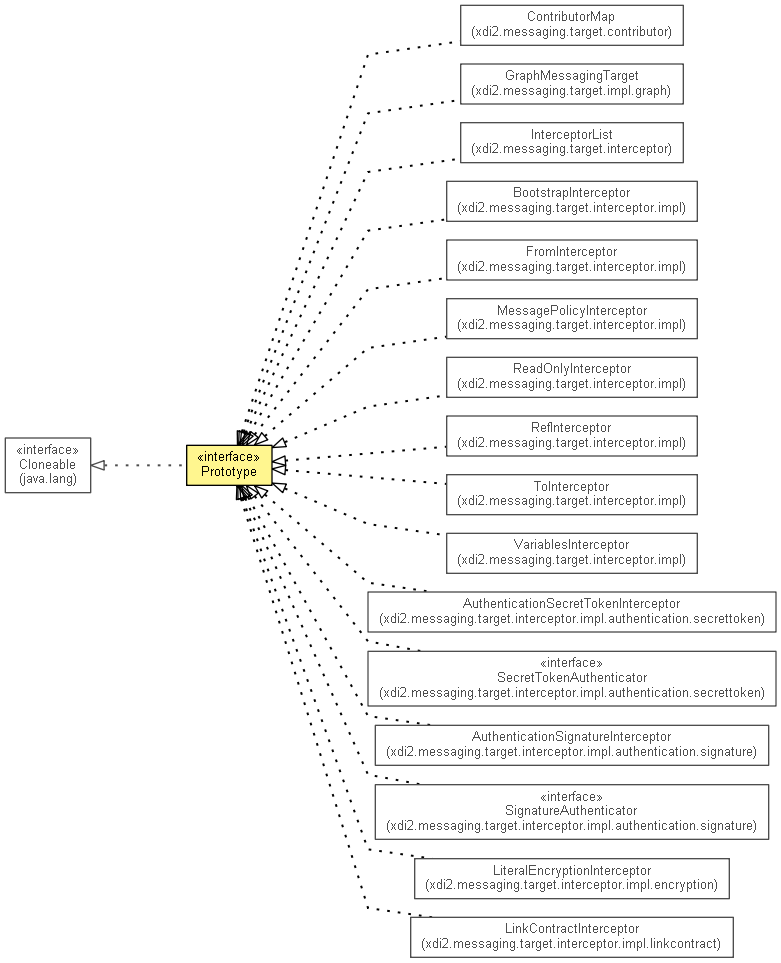 ContributorMap
(xdi2.messaging.target.contributor)
GraphMessagingTarget
(xdi2.messaging.target.impl.graph)
InterceptorList
(xdi2.messaging.target.interceptor)
BootstrapInterceptor
(xdi2.messaging.target.interceptor.impl)
FromInterceptor
(xdi2.messaging.target.interceptor.impl)
MessagePolicyInterceptor
(xdi2.messaging.target.interceptor.impl)
ReadOnlyInterceptor
(xdi2.messaging.target.interceptor.impl)
RefInterceptor
(xdi2.messaging.target.interceptor.impl)
«interface»
Cloneable
(java.lang)
«interface»
Prototype
ToInterceptor
(xdi2.messaging.target.interceptor.impl)
VariablesInterceptor
(xdi2.messaging.target.interceptor.impl)
AuthenticationSecretTokenInterceptor
(xdi2.messaging.target.interceptor.impl.authentication.secrettoken)
«interface»
SecretTokenAuthenticator
(xdi2.messaging.target.interceptor.impl.authentication.secrettoken)
AuthenticationSignatureInterceptor
(xdi2.messaging.target.interceptor.impl.authentication.signature)
«interface»
SignatureAuthenticator
(xdi2.messaging.target.interceptor.impl.authentication.signature)
LiteralEncryptionInterceptor
(xdi2.messaging.target.interceptor.impl.encryption)
LinkContractInterceptor
(xdi2.messaging.target.interceptor.impl.linkcontract)